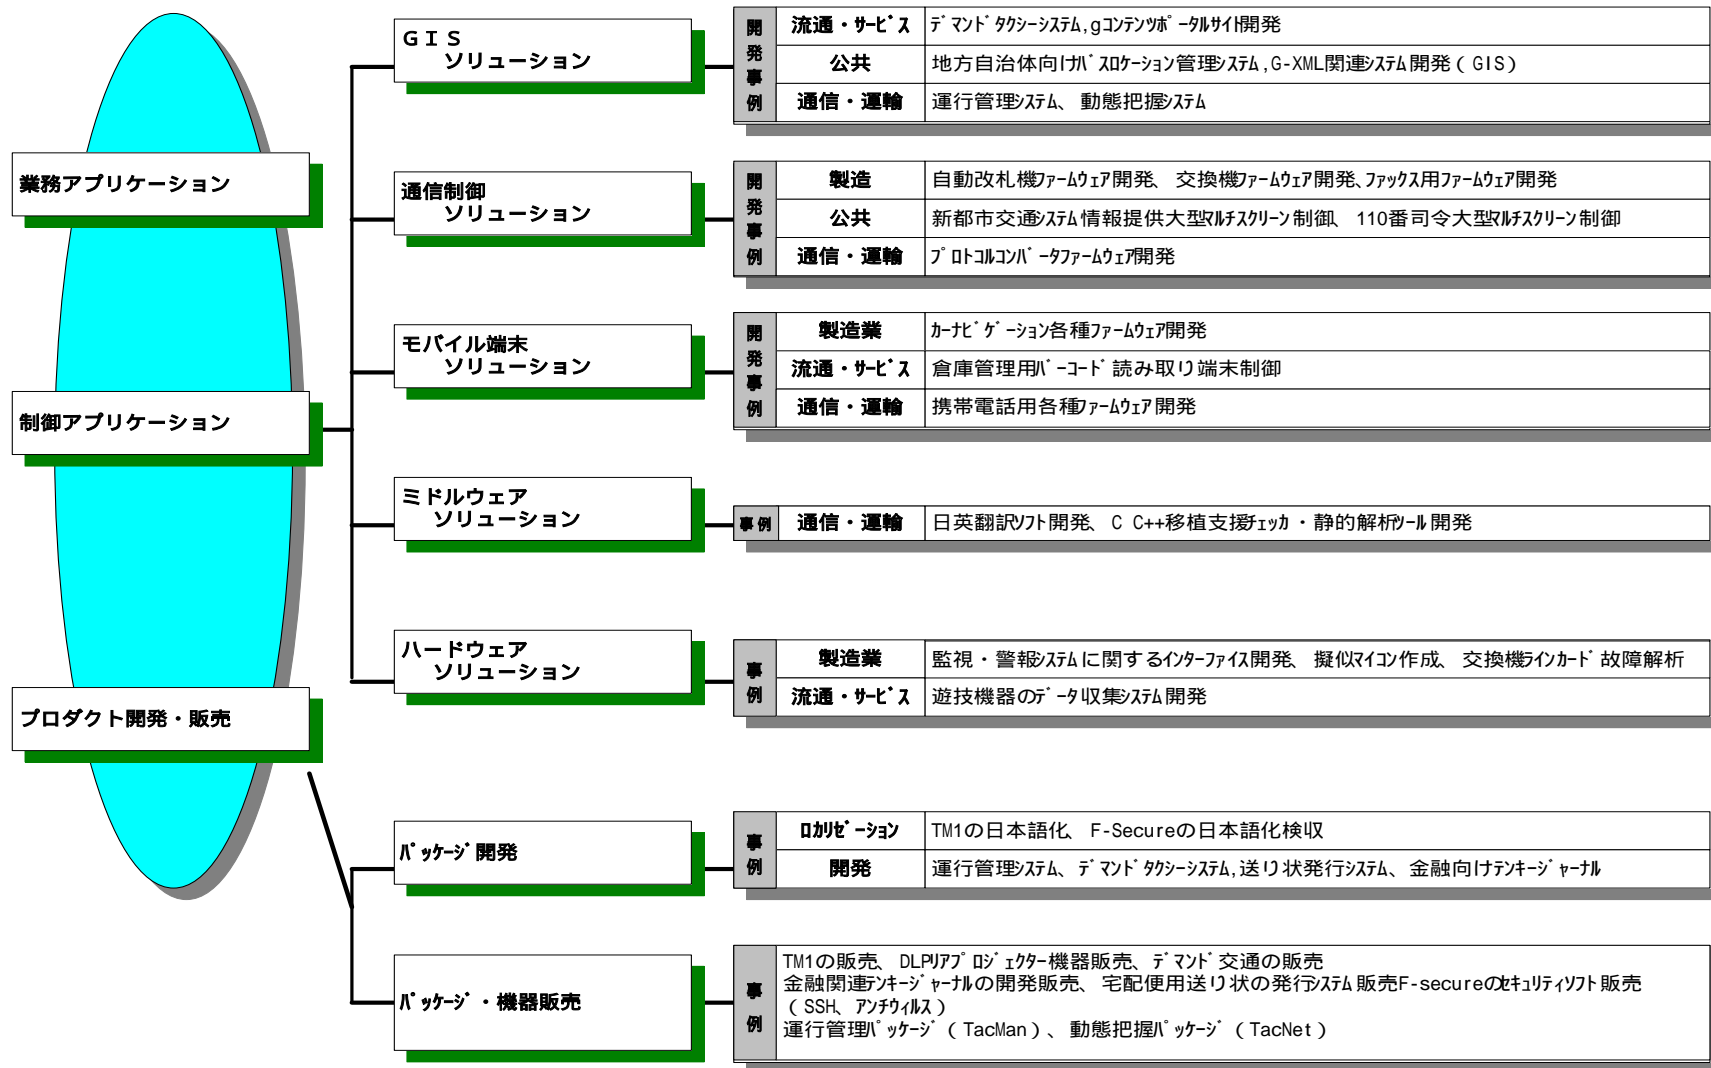 業務アプリケーション
制御アプリケーション
プロダクト開発・販売
ＧＩＳ
ソリューション
開発事例
流通・サービス
デマンドタクシーシステム,gコンテンツポータルサイト開発
公共
地方自治体向けバスロケーション管理システム,G-XML関連システム開発(GIS)
通信・運輸
運行管理システム、動態把握システム
通信制御
ソリューション
開発事例
製造
自動改札機ファームウェア開発、交換機ファームウェア開発、ファックス用ファームウェア開発
公共
新都市交通システム情報提供大型マルチスクリーン制御、110番司令大型マルチスクリーン制御
通信・運輸
プロトコルコンバータファームウェア開発
モバイル端末
ソリューション
開発事例
製造業
カーナビゲーション各種ファームウェア開発
流通・サービス
倉庫管理用バーコード読み取り端末制御
通信・運輸
携帯電話用各種ファームウェア開発
ミドルウェア
ソリューション
事例
通信・運輸
日英翻訳ソフト開発、C C++移植支援チェッカ・静的解析ツール開発
ハードウェア
ソリューション
事例
製造業
監視・警報システムに関するインターファイス開発、擬似マイコン作成、交換機ラインカード故障解析
流通・サービス
遊技機器のデータ収集システム開発
パッケージ開発
事例
ロカリゼーション
TM1の日本語化、F-Secureの日本語化検収
開発
運行管理システム、デマンドタクシーシステム,送り状発行システム、金融向けテンキージャーナル
パッケージ・機器販売
事例
TM1の販売、DLPリアプロジェクター機器販売、デマンド交通の販売
金融関連テンキージャーナルの開発販売、宅配便用送り状の発行システム販売F-secureのセキュリティソフト販売
(SSH、アンチウィルス)
運行管理パッケージ(TacMan)、動態把握パッケージ(TacNet)